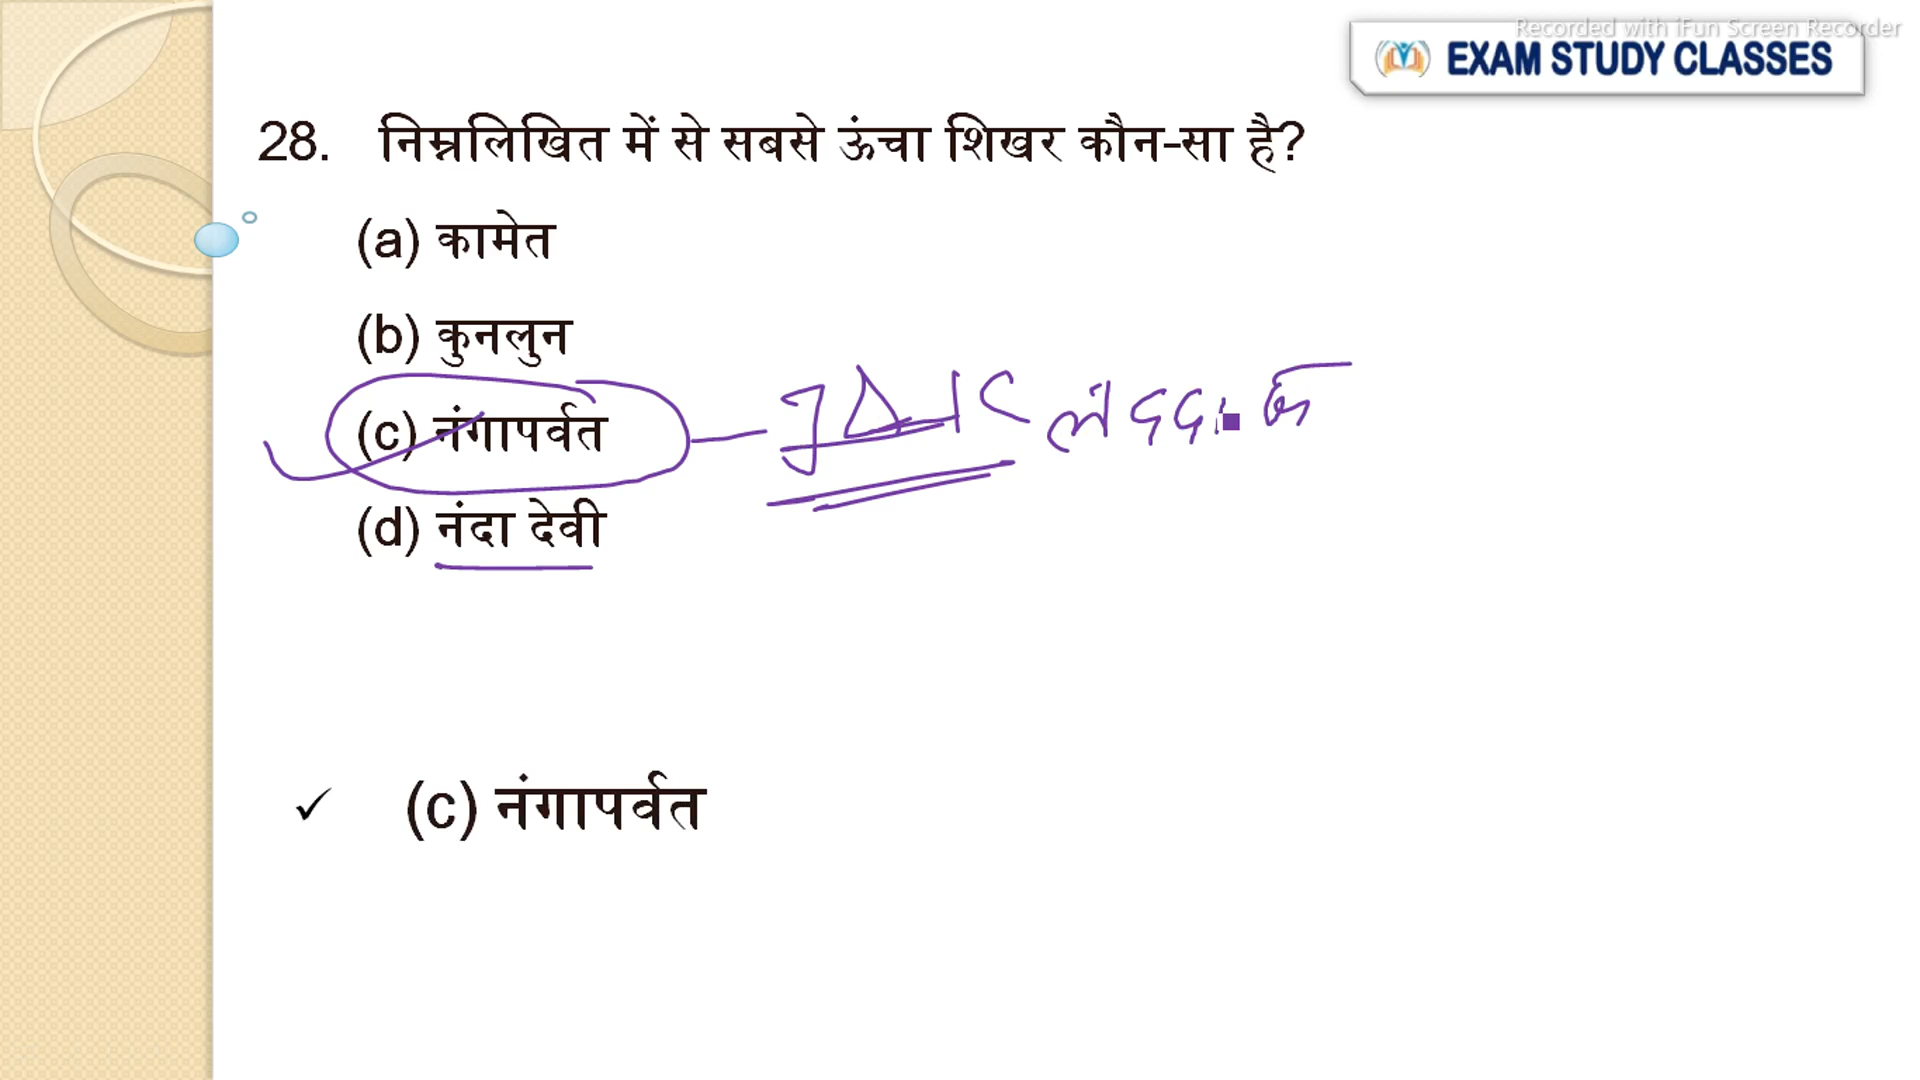 Recorded with iFun Screen Recorder
EXAM STUDY CLASSES
28. निम्नलिखित में से सबसे ऊंचा शिखर कौन-सा है?
(a) कामेत
(b) कुनलुन
(c) नंगापर्वत
(d) नंदा देवी
✓ (c) नंगापर्वत